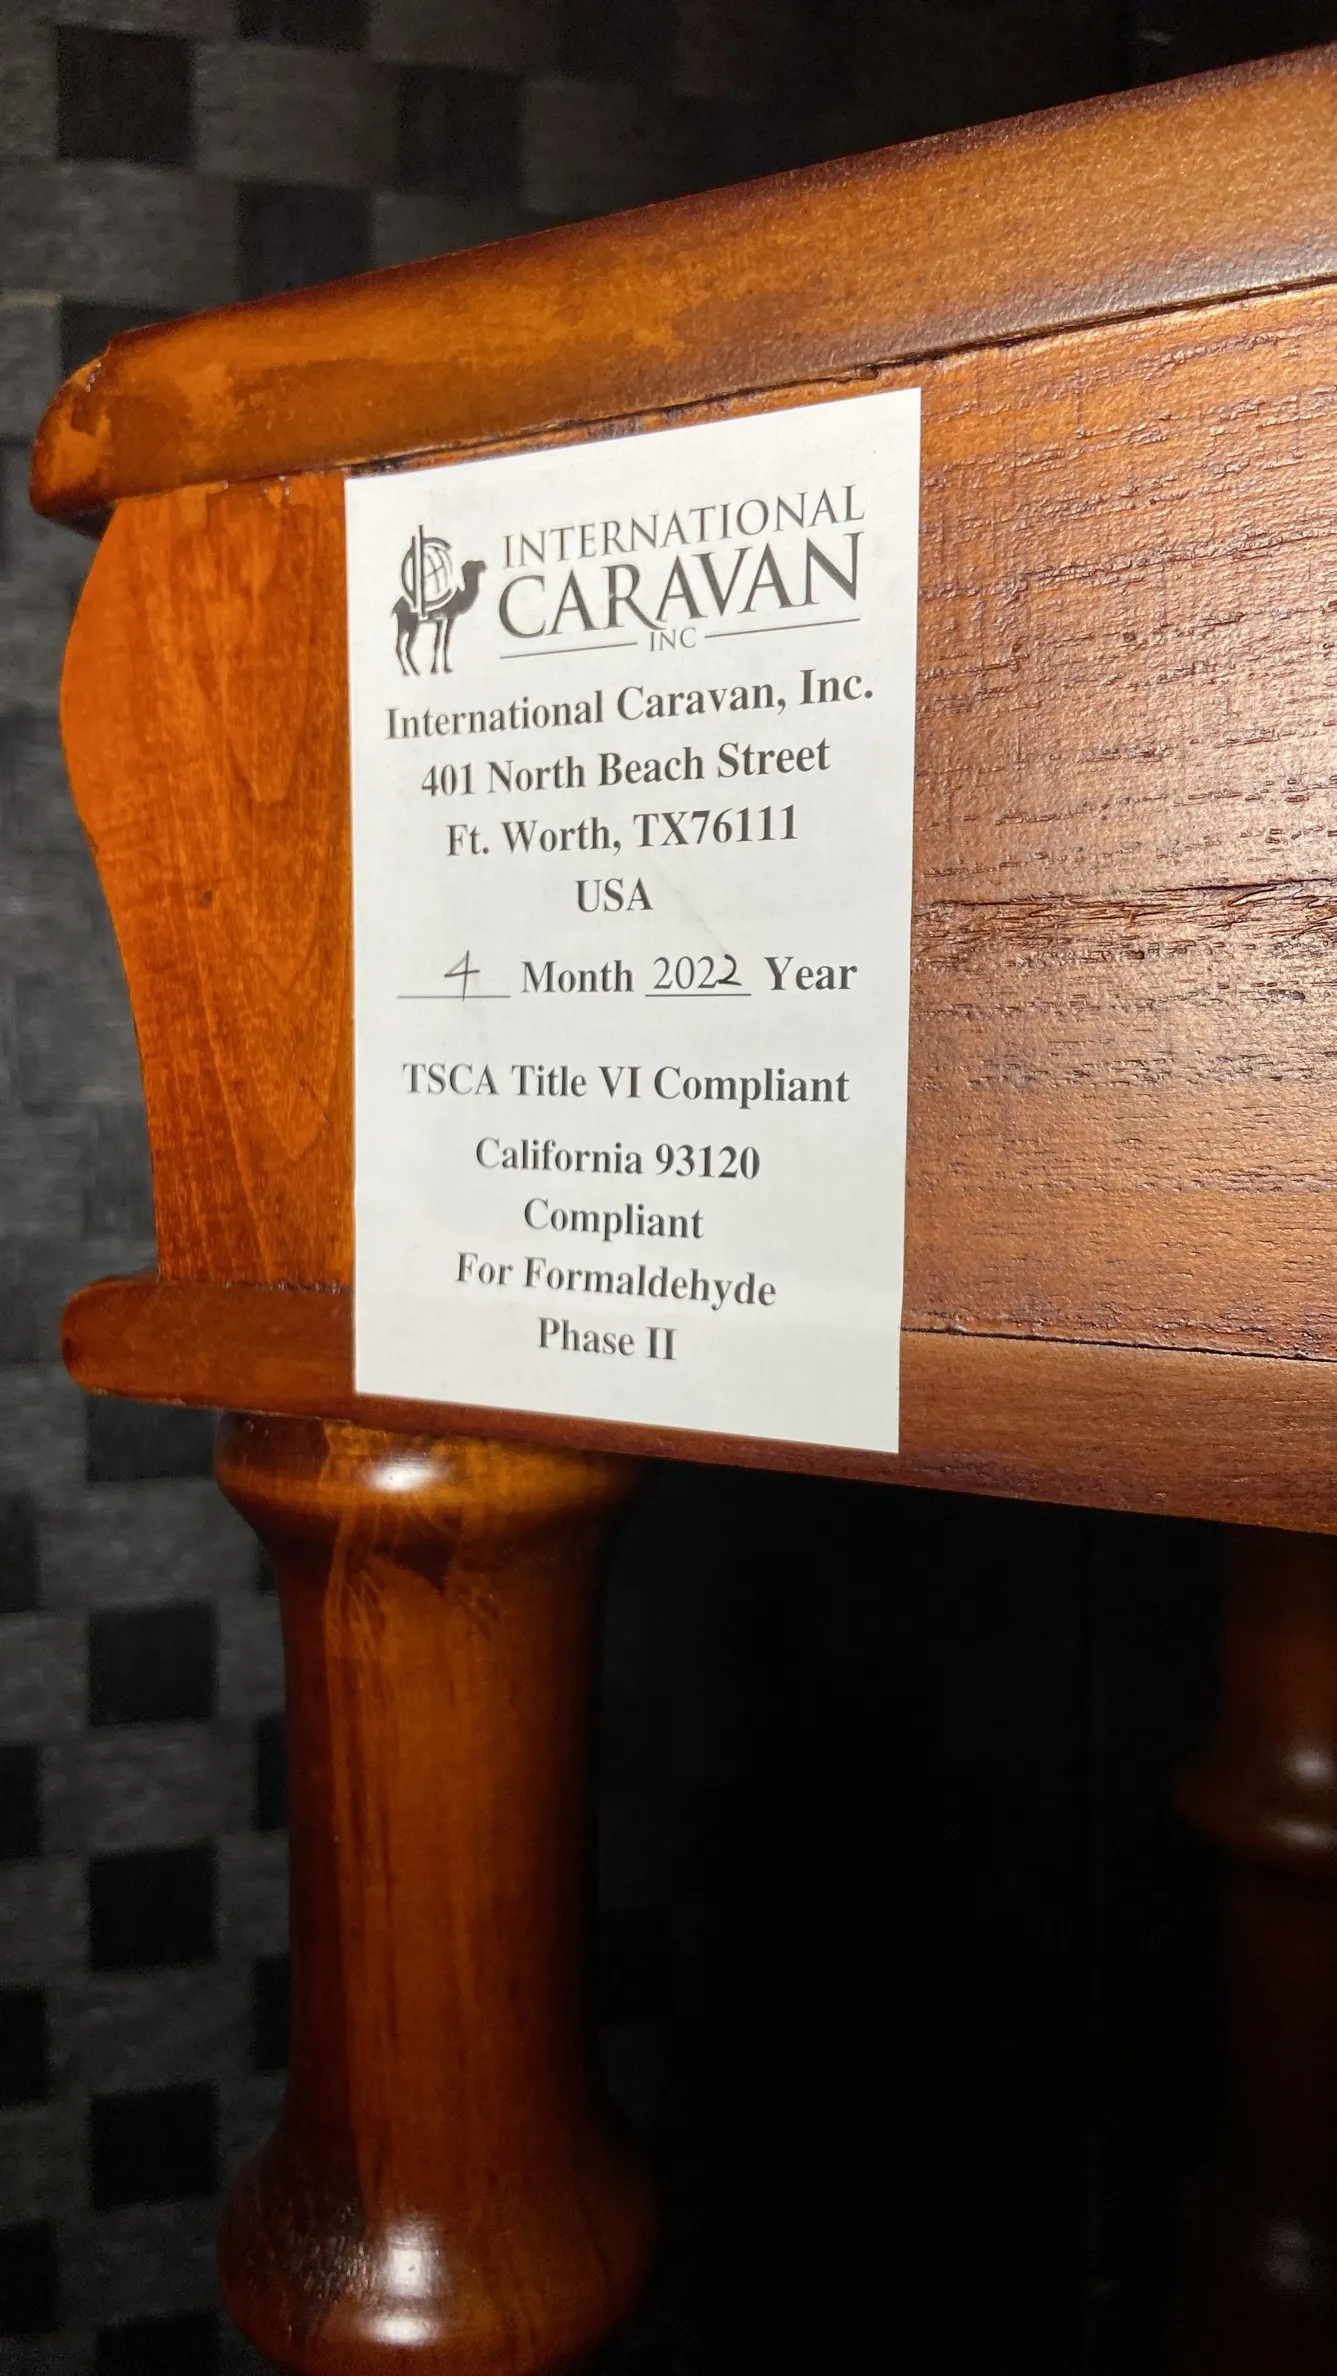 INTERNATIONAL
CARAVAN
INC
International Caravan, Inc.
401 North Beach Street
Ft. Worth, TX76111
USA
4 Month 2022 Year
TSCA Title VI Compliant
California 93120
Compliant
For Formaldehyde
Phase II